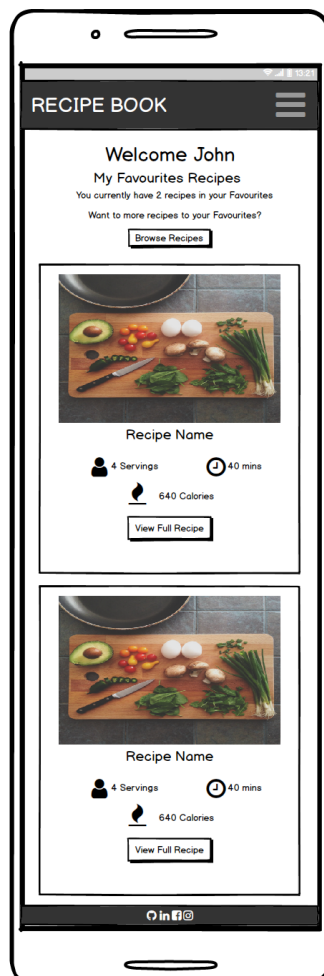 13:21
RECIPE BOOK
Welcome John
My Favourites Recipes
You currently have 2 recipes in your Favourites
Want to more recipes to your Favourites?
Browse Recipes
Recipe Name
4 Servings 40 mins
640 Calories
View Full Recipe
Recipe Name
4 Servings 40 mins
640 Calories
View Full Recipe